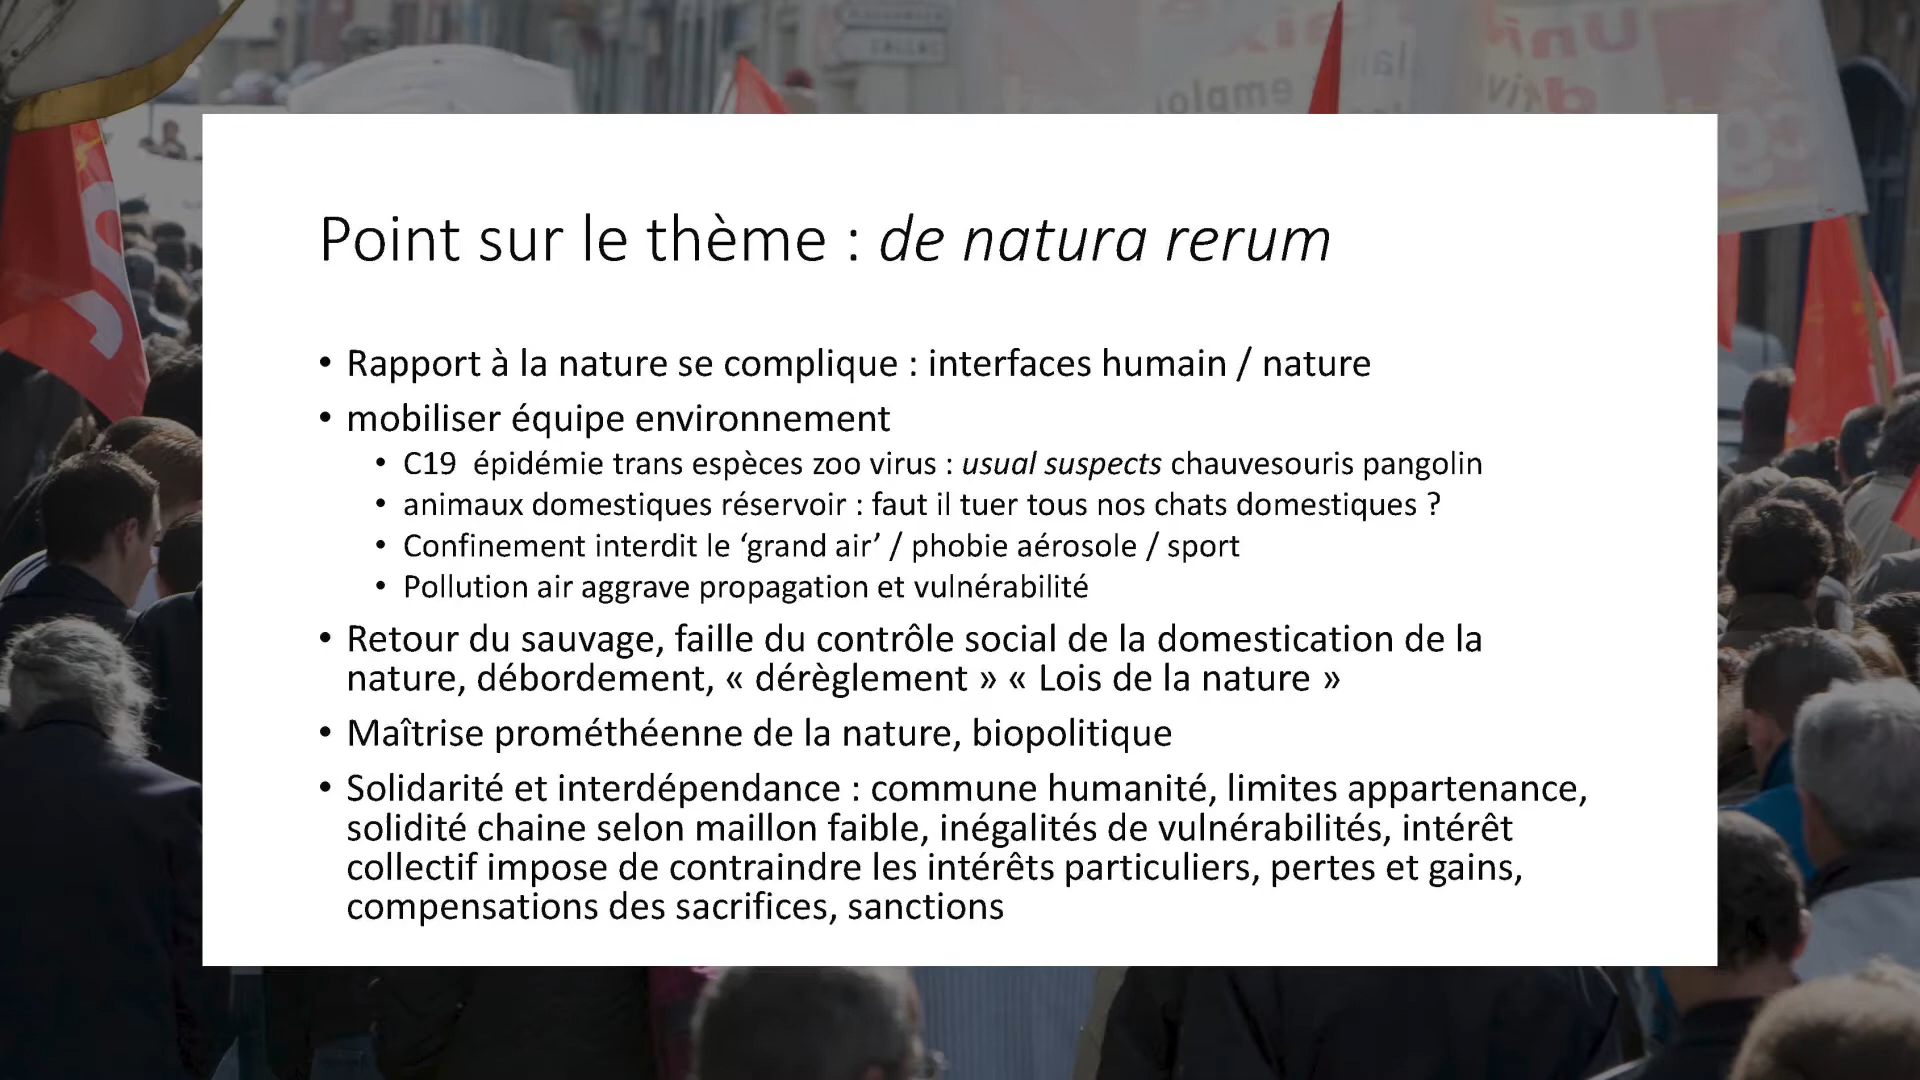 Point sur le thème : de natura rerum
• Rapport à la nature se complique : interfaces humain / nature
• mobiliser équipe environnement
• C19  épidémie trans espèces zoo virus : usual suspects chauvesouris pangolin
• animaux domestiques réservoir : faut il tuer tous nos chats domestiques ?
• Confinement interdit le ‘grand air’ / phobie aérosole / sport
• Pollution air aggrave propagation et vulnérabilité
• Retour du sauvage, faille du contrôle social de la domestication de la
nature, débordement, « dérèglement » « Lois de la nature »
• Maîtrise prométhéenne de la nature, biopolitique
• Solidarité et interdépendance : commune humanité, limites appartenance,
solidité chaine selon maillon faible, inégalités de vulnérabilités, intérêt
collectif impose de contraindre les intérêts particuliers, pertes et gains,
compensations des sacrifices, sanctions